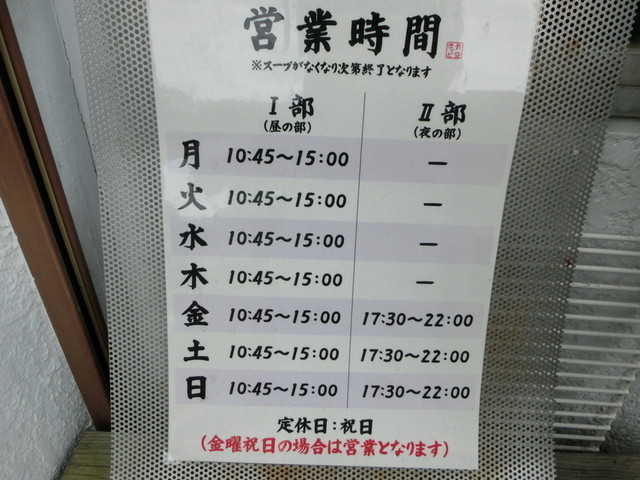 営業時間
※スープがなくなり次第終了となります
Ⅰ部 Ⅱ部
(昼の部) (夜の部)
月 10:45～15:00 ー
火 10:45～15:00 ー
水 10:45～15:00 ー
木 10:45～15:00 ー
金 10:45～15:00 17:30～22:00
土 10:45～15:00 17:30～22:00
日 10:45～15:00 17:30～22:00
定休日：祝日
(金曜祝日の場合は営業となります)